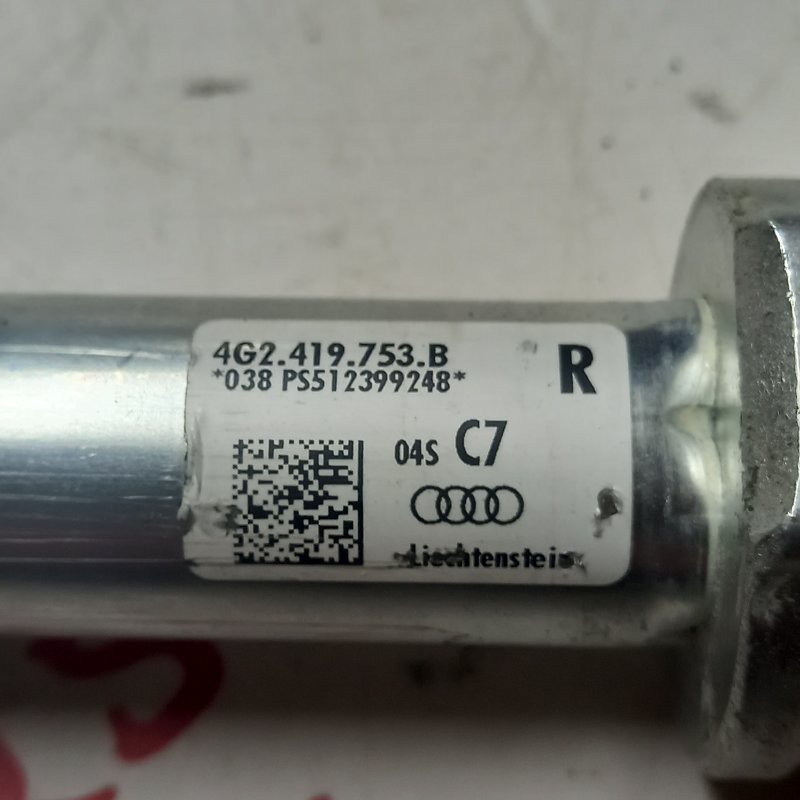 4G2.419.753.B
*038 PS512399248*
R
04S C7
Liechtenstein